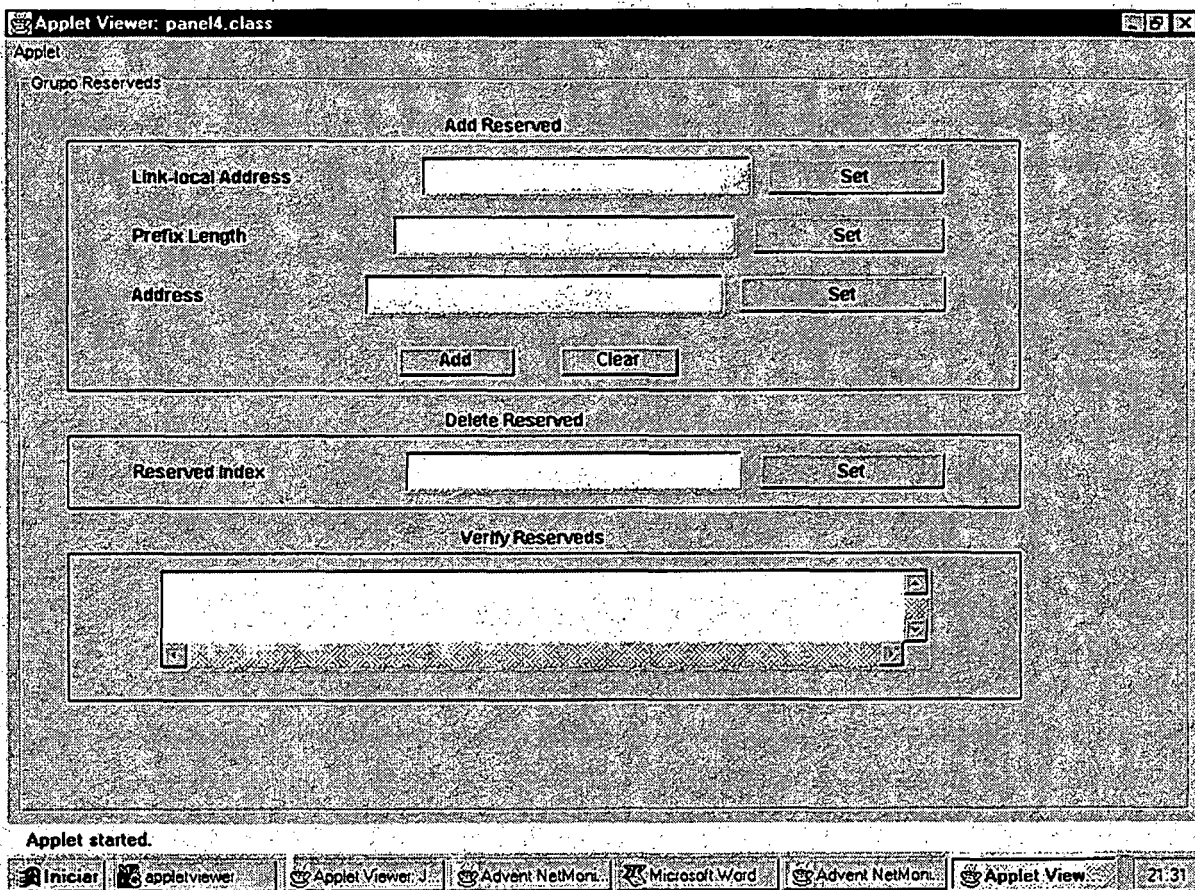 Applet Viewer: panel4.class
Applet
Grupo Reserveds
Add Reserved
Link-local Address Set
Prefix Length Set
Address Set
Add Clear
Delete Reserved
Reserved Index Set
Verify Reserveds
Applet started.
Iniciar appletviewer Applet Viewer: J... Advent NetMoni... Microsoft Word Advent NetMoni... Applet View... 21:31